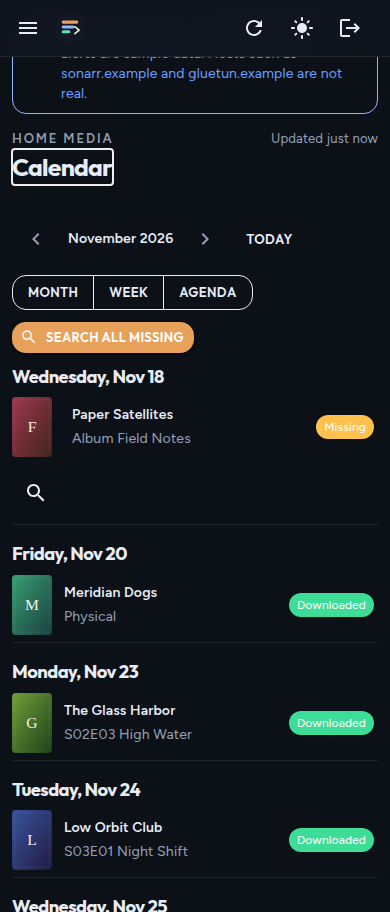 sonarr.example and gluetun.example are not
real.
HOME MEDIA
Updated just now
Calendar
November 2026
TODAY
MONTH
WEEK
AGENDA
SEARCH ALL MISSING
Wednesday, Nov 18
F
Paper Satellites
Album Field Notes
Missing
Friday, Nov 20
M
Meridian Dogs
Physical
Downloaded
Monday, Nov 23
G
The Glass Harbor
S02E03 High Water
Downloaded
Tuesday, Nov 24
L
Low Orbit Club
S03E01 Night Shift
Downloaded
Wednesday, Nov 25